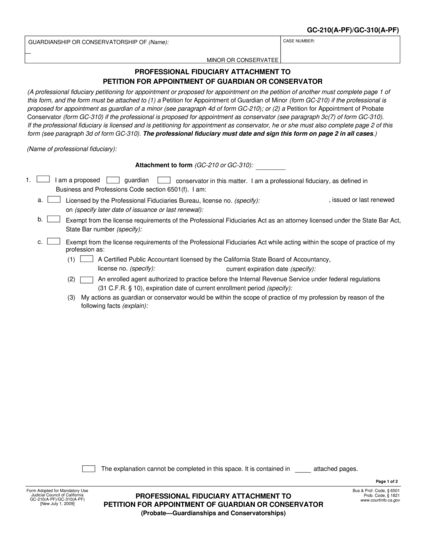 GC-210(A-PF)/GC-310(A-PF)
GUARDIANSHIP OR CONSERVATORSHIP OF (Name):
CASE NUMBER:
MINOR OR CONSERVATEE
PROFESSIONAL FIDUCIARY ATTACHMENT TO
PETITION FOR APPOINTMENT OF GUARDIAN OR CONSERVATOR
(A professional fiduciary petitioning for appointment or proposed for appointment on the petition of another must complete page 1 of
this form, and the form must be attached to (1) a Petition for Appointment of Guardian of Minor (form GC-210) if the professional is
proposed for appointment as guardian of a minor (see paragraph 4d of form GC-210); or (2) a Petition for Appointment of Probate
Conservator (form GC-310) if the professional is proposed for appointment as conservator (see paragraph 3c(7) of form GC-310).
If the professional fiduciary is licensed and is petitioning for appointment as conservator, he or she must also complete page 2 of this
form (see paragraph 3d of form GC-310). The professional fiduciary must date and sign this form on page 2 in all cases.)
(Name of professional fiduciary):
Attachment to form (GC-210 or GC-310):
1. I am a proposed guardian conservator in this matter. I am a professional fiduciary, as defined in
Business and Professions Code section 6501(f). I am:
a. Licensed by the Professional Fiduciaries Bureau, license no. (specify): , issued or last renewed
on (specify later date of issuance or last renewal):
b. Exempt from the license requirements of the Professional Fiduciaries Act as an attorney licensed under the State Bar Act,
State Bar number (specify):
c. Exempt from the license requirements of the Professional Fiduciaries Act while acting within the scope of practice of my
profession as:
(1) A Certified Public Accountant licensed by the California State Board of Accountancy,
license no. (specify): current expiration date (specify):
(2) An enrolled agent authorized to practice before the Internal Revenue Service under federal regulations
(31 C.F.R. § 10), expiration date of current enrollment period (specify):
(3) My actions as guardian or conservator would be within the scope of practice of my profession by reason of the
following facts (explain):
The explanation cannot be completed in this space. It is contained in _____ attached pages.
Page 1 of 2
Form Adopted for Mandatory Use
Judicial Council of California
GC-210(A-PF)/GC-310(A-PF)
[New July 1, 2009]
PROFESSIONAL FIDUCIARY ATTACHMENT TO
PETITION FOR APPOINTMENT OF GUARDIAN OR CONSERVATOR
(Probate—Guardianships and Conservatorships)
Bus & Prof. Code, § 6501
Prob. Code, § 1821
www.courtinfo.ca.gov